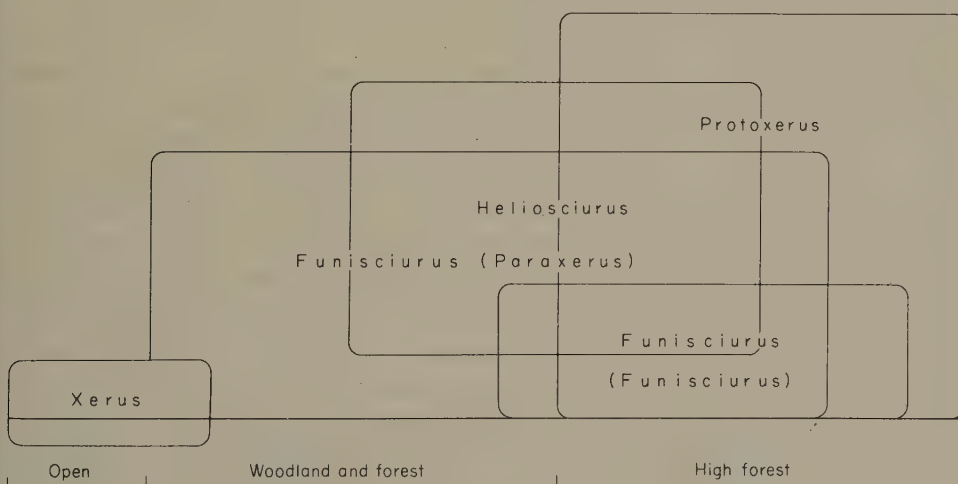 Protoxerus
Heliosciurus
Funisciurus (Paraxerus)
Funisciurus
(Funisciurus)
Xerus
Open
Woodland and forest
High forest